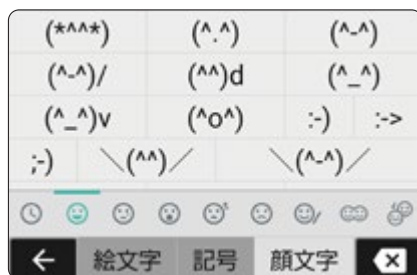 (*^^*) (^.^) (^-^)
(^-^)/ (^^)d (^_^)
(^_^)v (^o^) :-) :->
;-) ＼(^^)／ ＼(^-^)／
絵文字 記号 顔文字